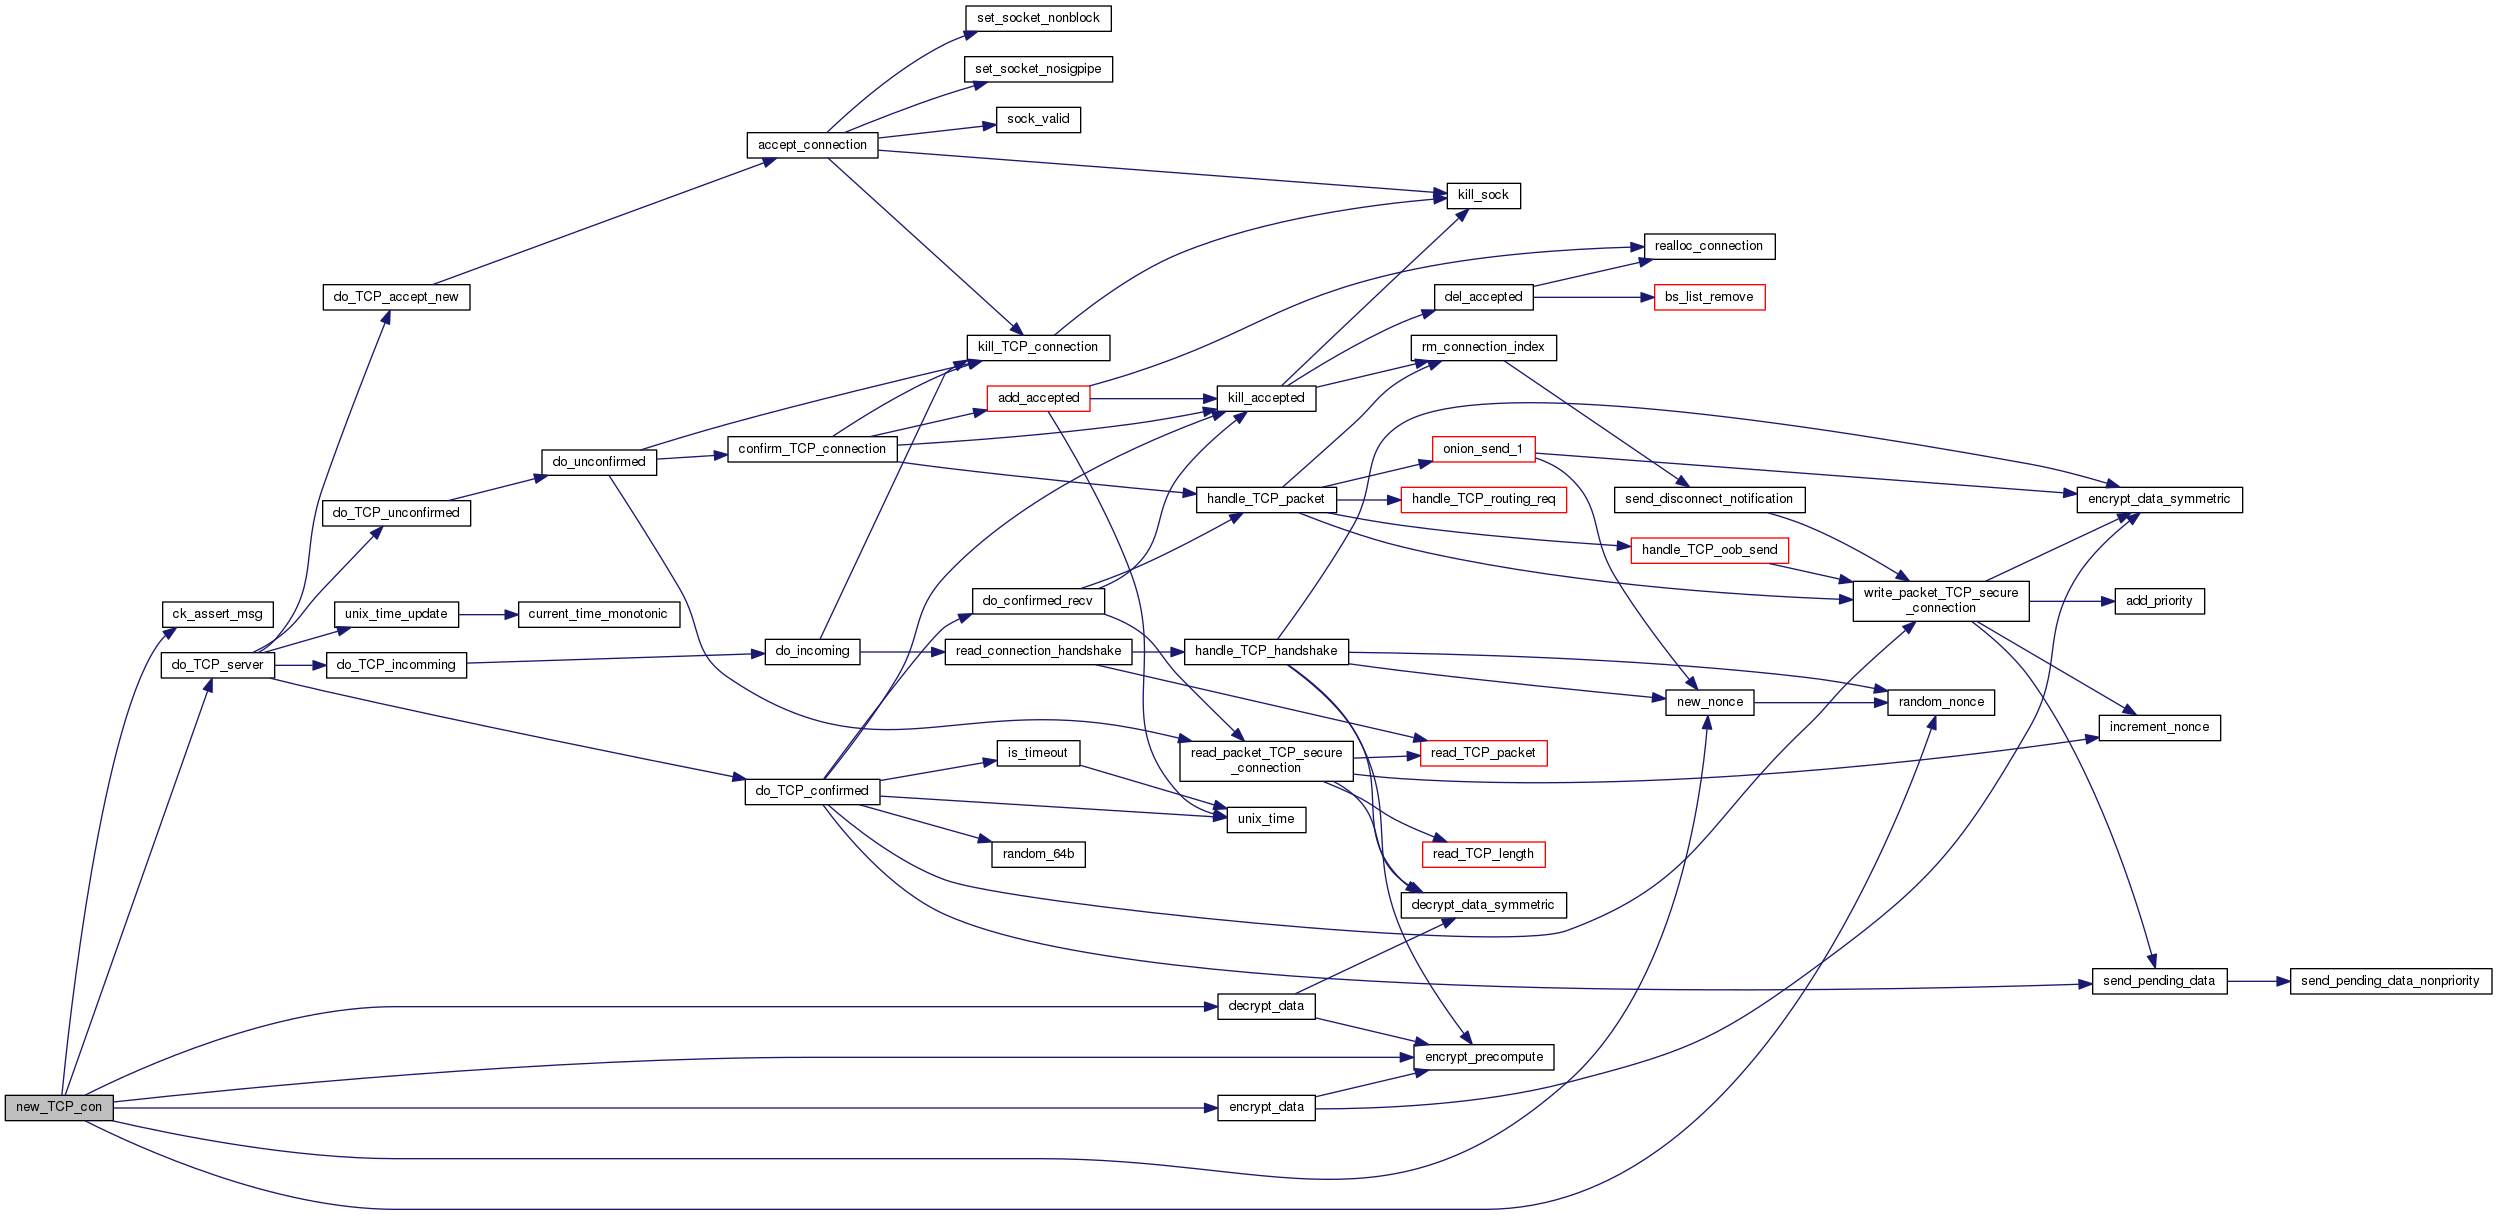 set_socket_nonblock
set_socket_nosigpipe
sock_valid
accept_connection
kill_sock
realloc_connection
do_TCP_accept_new
del_accepted
bs_list_remove
kill_TCP_connection
rm_connection_index
add_accepted
kill_accepted
confirm_TCP_connection
onion_send_1
do_unconfirmed
handle_TCP_packet
handle_TCP_routing_req
send_disconnect_notification
encrypt_data_symmetric
do_TCP_unconfirmed
handle_TCP_oob_send
ck_assert_msg
unix_time_update
current_time_monotonic
do_confirmed_recv
write_packet_TCP_secure
_connection
add_priority
do_TCP_server
do_TCP_incomming
do_incoming
read_connection_handshake
handle_TCP_handshake
new_nonce
random_nonce
increment_nonce
is_timeout
read_packet_TCP_secure
_connection
read_TCP_packet
do_TCP_confirmed
unix_time
random_64b
read_TCP_length
decrypt_data_symmetric
send_pending_data
send_pending_data_nonpriority
decrypt_data
encrypt_precompute
new_TCP_con
encrypt_data